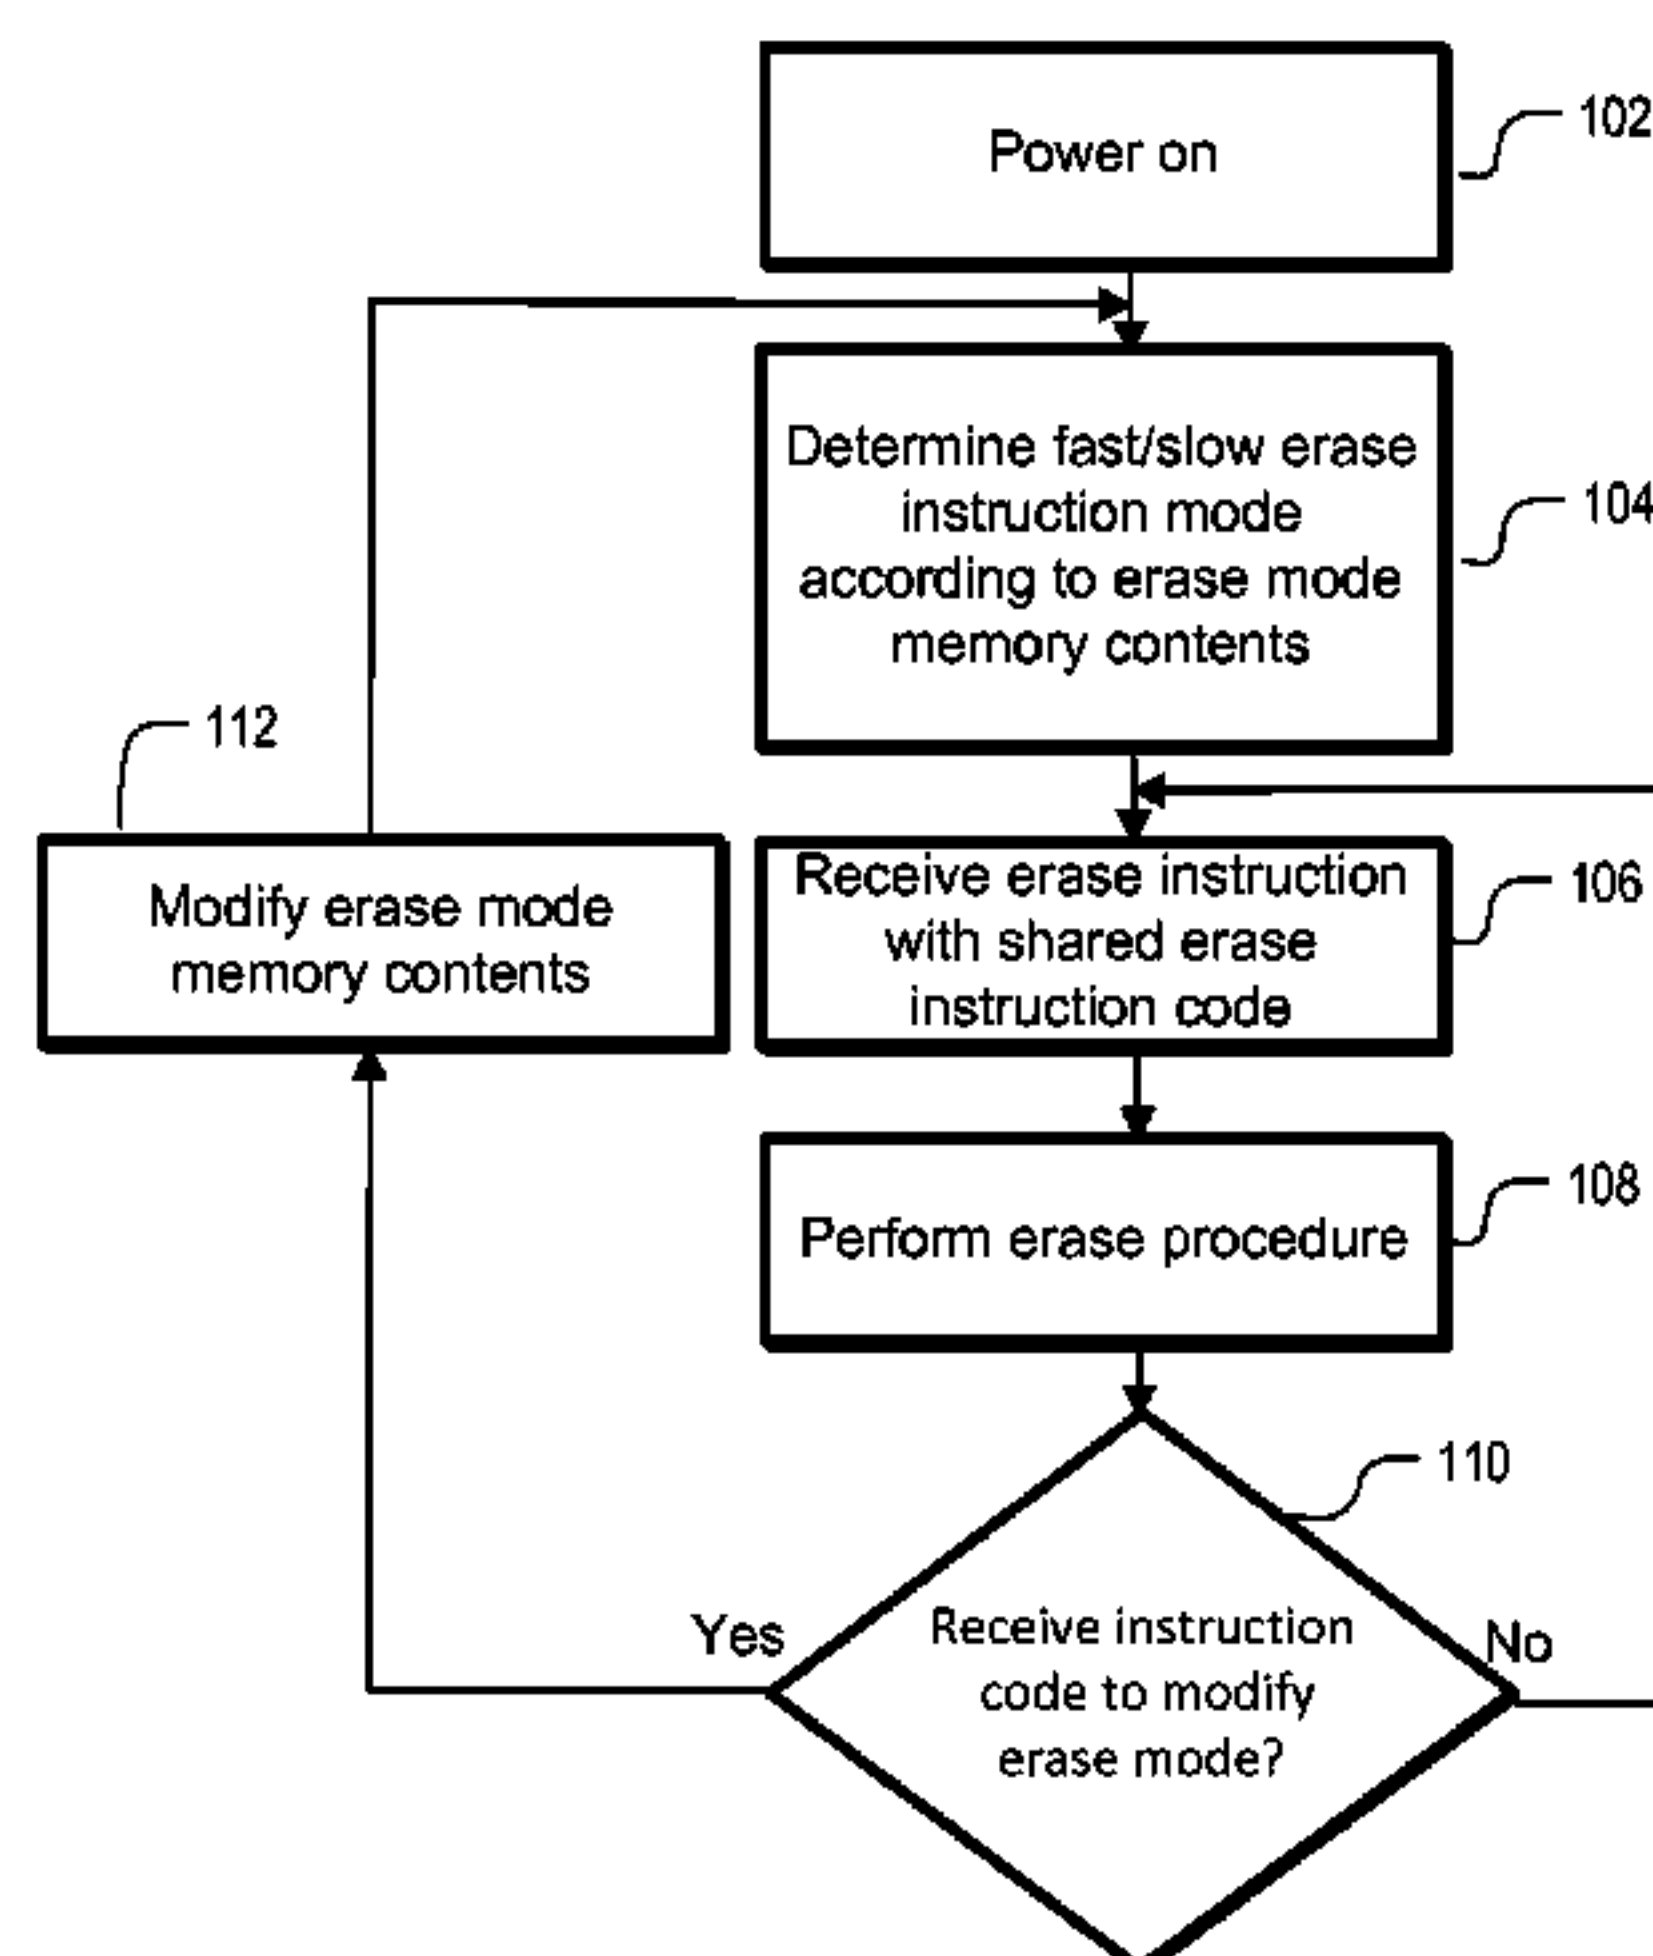 Power on
102
Determine fast/slow erase
instruction mode
according to erase mode
memory contents
104
112
Modify erase mode
memory contents
Receive erase instruction
with shared erase
instruction code
106
Perform erase procedure
108
110
Yes
Receive instruction
code to modify
erase mode?
No